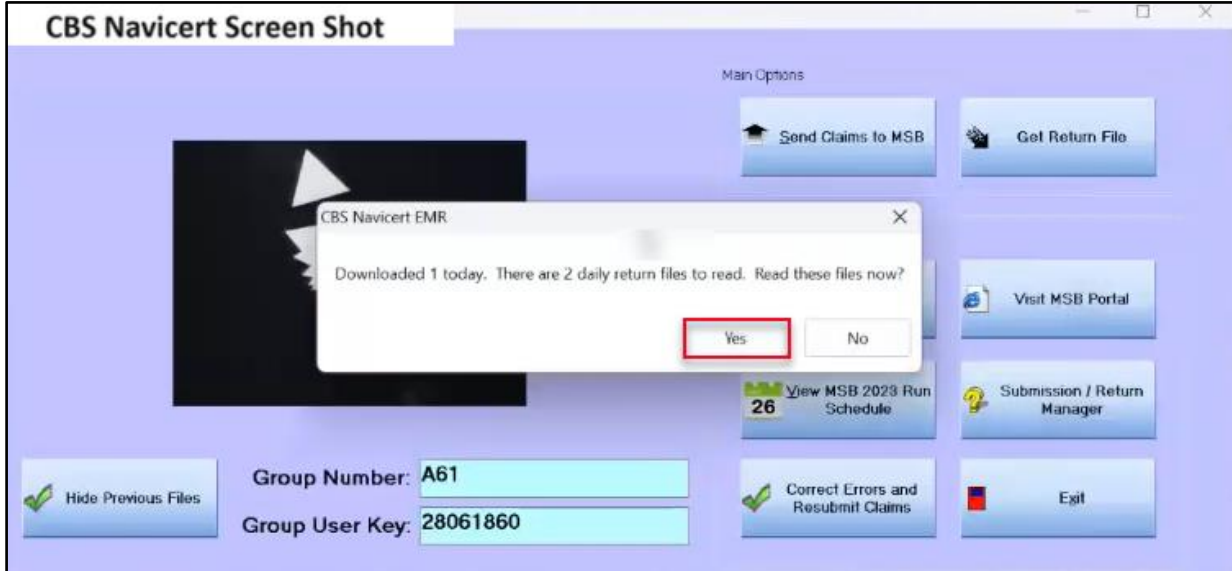 CBS Navicert Screen Shot
Main Options
Send Claims to MSB
Get Return File
CBS Navicert EMR
Downloaded 1 today. There are 2 daily return files to read. Read these files now?
Yes
No
Visit MSB Portal
26
View MSB 2023 Run
Schedule
Submission / Return
Manager
Hide Previous Files
Group Number: A61
Group User Key: 28061860
Correct Errors and
Resubmit Claims
Exit